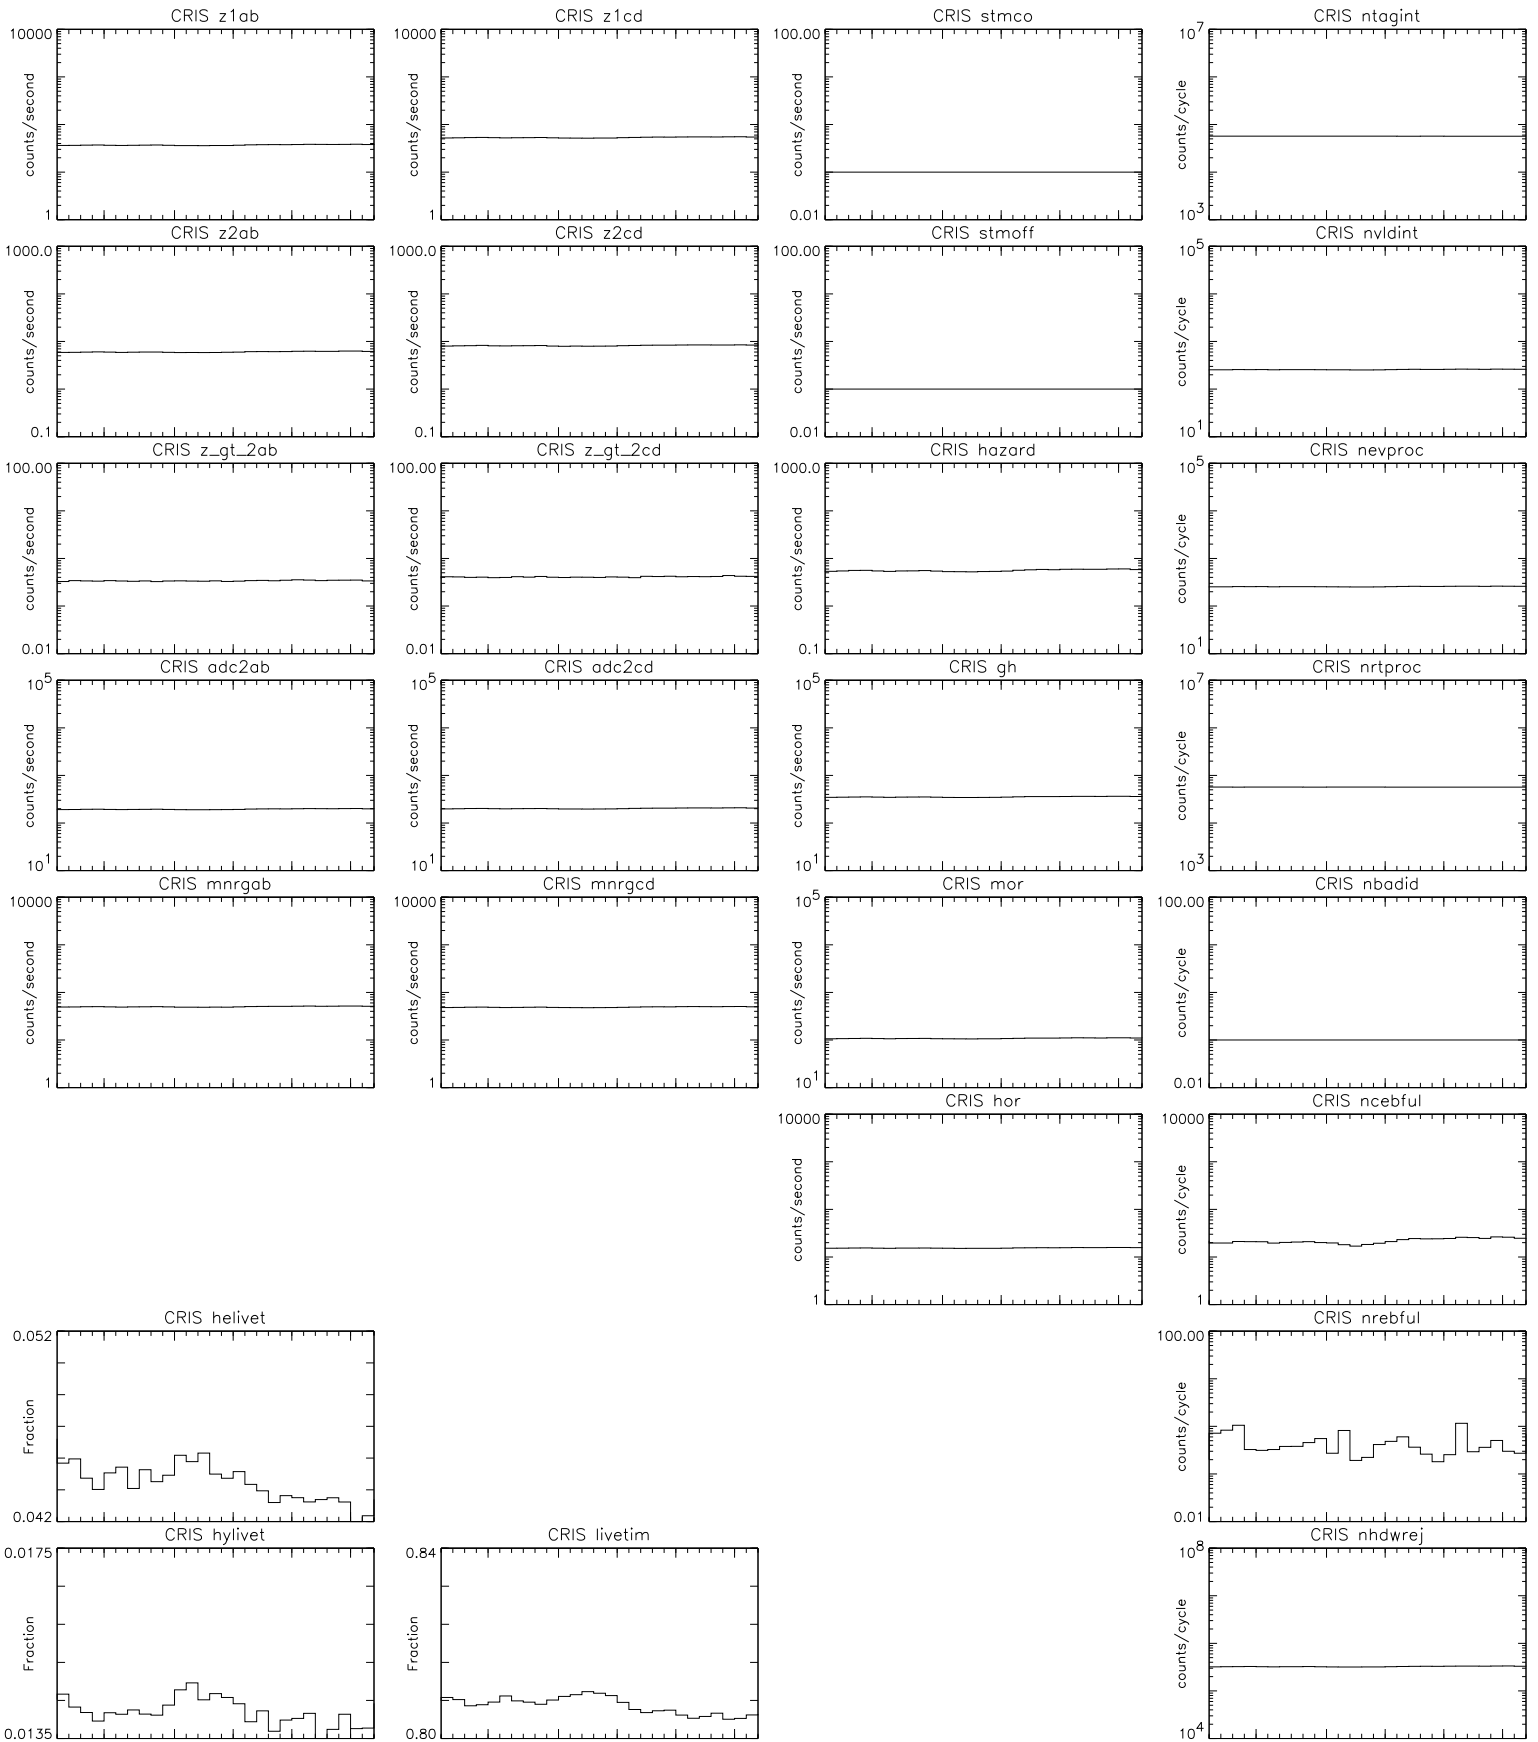 CRIS z1ab
10000
counts/second
1
CRIS z1cd
10000
counts/second
1
CRIS stmco
100.00
counts/second
0.01
CRIS ntagint
10^7
counts/cycle
10^3
CRIS z2ab
1000.0
counts/second
0.1
CRIS z2cd
1000.0
counts/second
0.1
CRIS stmoff
100.00
counts/second
0.01
CRIS nvldint
10^5
counts/cycle
10^1
CRIS z_gt_2ab
100.00
counts/second
0.01
CRIS z_gt_2cd
100.00
counts/second
0.01
CRIS hazard
1000.0
counts/second
0.1
CRIS nevproc
10^5
counts/cycle
10^1
CRIS adc2ab
10^5
counts/second
10^1
CRIS adc2cd
10^5
counts/second
10^1
CRIS gh
10^5
counts/second
10^1
CRIS nrtproc
10^7
counts/cycle
10^3
CRIS mnrgab
10000
counts/second
1
CRIS mnrgcd
10000
counts/second
1
CRIS mor
10^5
counts/second
10^1
CRIS nbadid
100.00
counts/cycle
0.01
CRIS hor
10000
counts/second
1
CRIS ncebful
10000
counts/cycle
1
CRIS helivet
0.052
Fraction
0.042
CRIS nrebful
100.00
counts/cycle
0.01
CRIS hylivet
0.0175
Fraction
0.0135
CRIS livetim
0.84
Fraction
0.80
CRIS nhdwrej
10^8
counts/cycle
10^4